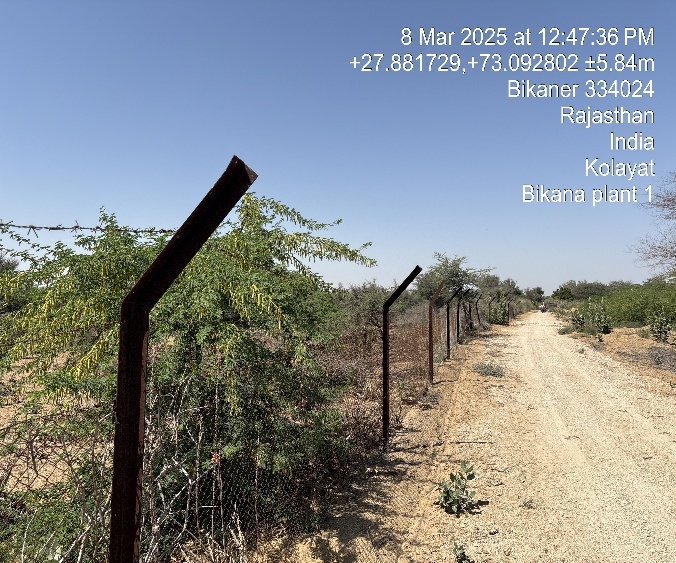 8 Mar 2025 at 12:47:36 PM
+27.881729,+73.092802 ±5.84m
Bikaner 334024
Rajasthan
India
Kolayat
Bikana plant 1